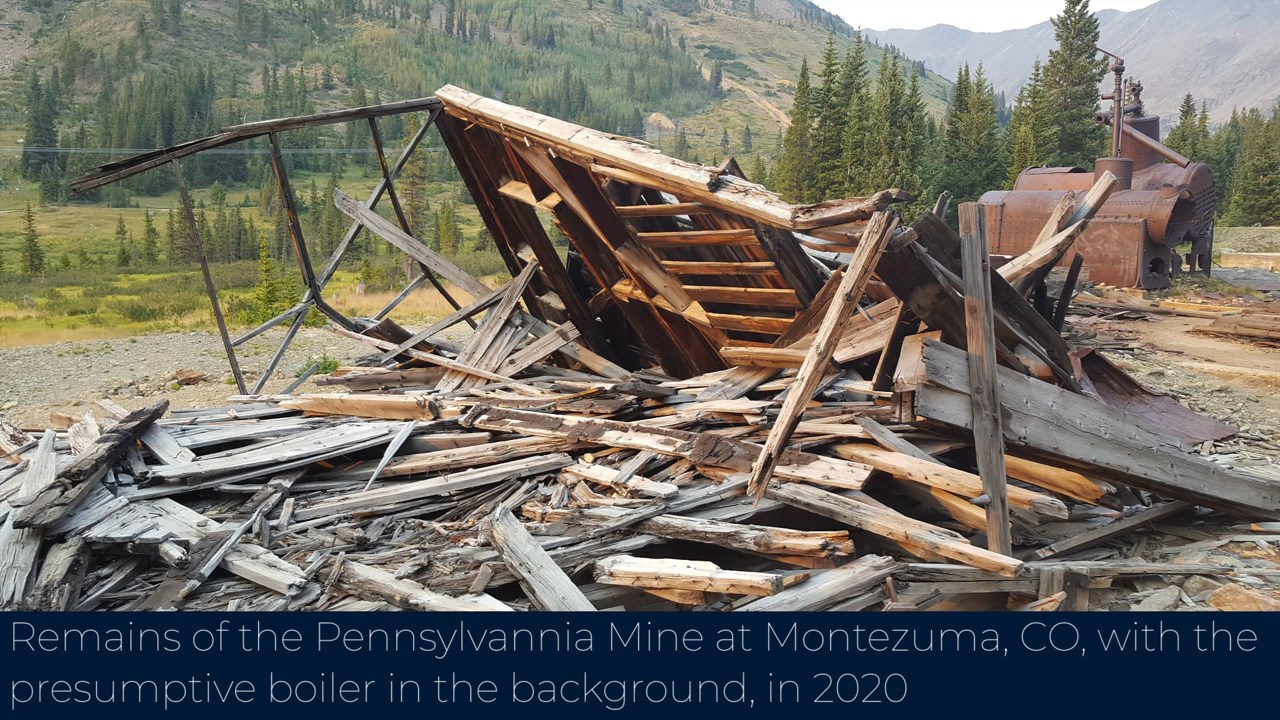 Remains of the Pennsylvannia Mine at Montezuma, CO, with the
presumptive boiler in the background, in 2020